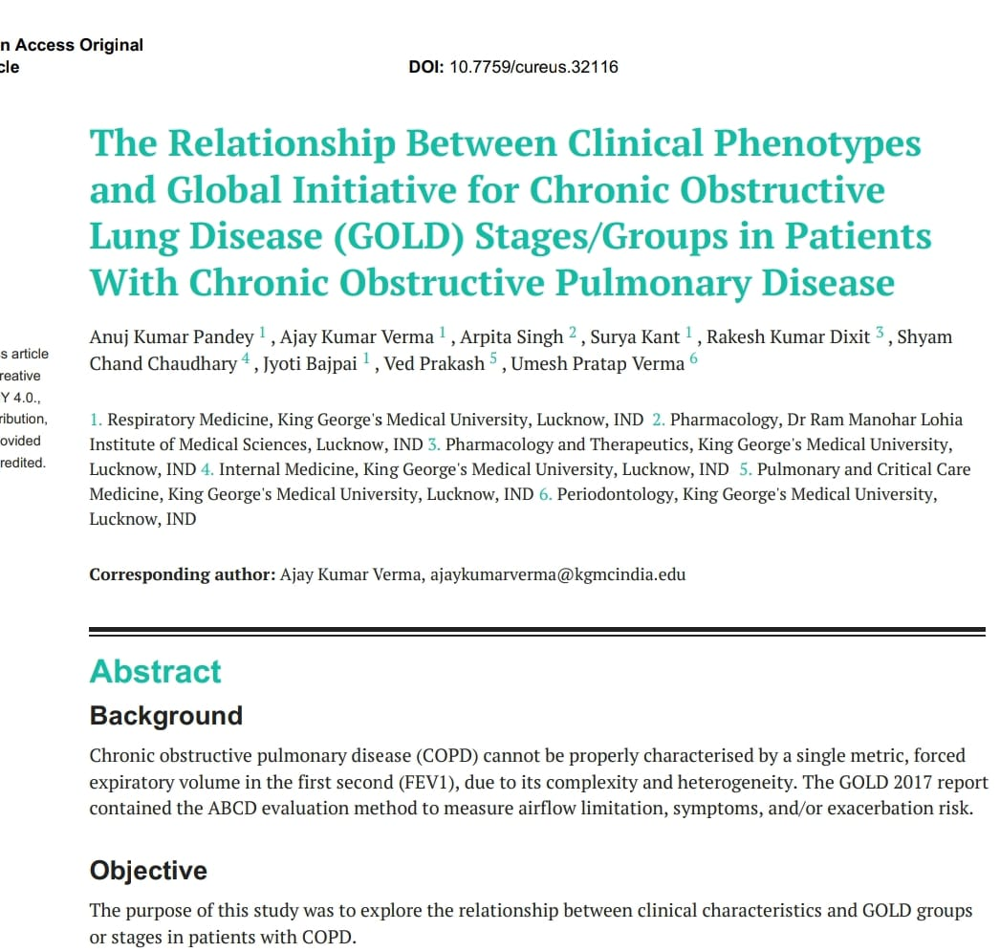 n Access Original
cle
DOI: 10.7759/cureus.32116
The Relationship Between Clinical Phenotypes
and Global Initiative for Chronic Obstructive
Lung Disease (GOLD) Stages/Groups in Patients
With Chronic Obstructive Pulmonary Disease
Anuj Kumar Pandey 1 , Ajay Kumar Verma 1 , Arpita Singh 2 , Surya Kant 1 , Rakesh Kumar Dixit 3 , Shyam
Chand Chaudhary 4 , Jyoti Bajpai 1 , Ved Prakash 5 , Umesh Pratap Verma 6
s article
reative
Y 4.0.,
ribution,
ovided
redited.
1. Respiratory Medicine, King George's Medical University, Lucknow, IND 2. Pharmacology, Dr Ram Manohar Lohia
Institute of Medical Sciences, Lucknow, IND 3. Pharmacology and Therapeutics, King George's Medical University,
Lucknow, IND 4. Internal Medicine, King George's Medical University, Lucknow, IND 5. Pulmonary and Critical Care
Medicine, King George's Medical University, Lucknow, IND 6. Periodontology, King George's Medical University,
Lucknow, IND
Corresponding author: Ajay Kumar Verma, ajaykumarverma@kgmcindia.edu
Abstract
Background
Chronic obstructive pulmonary disease (COPD) cannot be properly characterised by a single metric, forced
expiratory volume in the first second (FEV1), due to its complexity and heterogeneity. The GOLD 2017 report
contained the ABCD evaluation method to measure airflow limitation, symptoms, and/or exacerbation risk.
Objective
The purpose of this study was to explore the relationship between clinical characteristics and GOLD groups
or stages in patients with COPD.